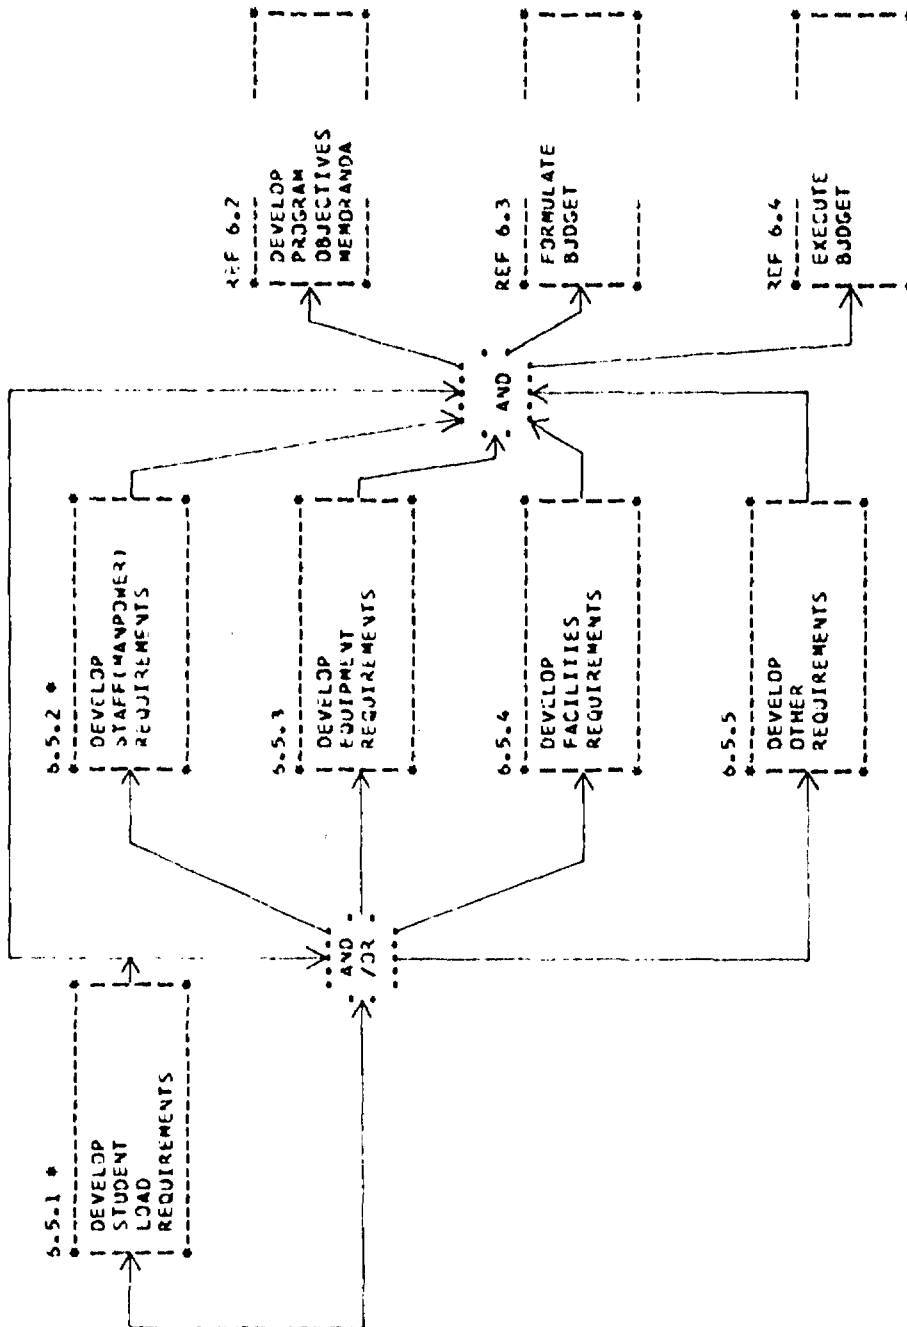 6.5.1 *
DEVELOP
STUDENT
LOAD
REQUIREMENTS
AND
/OR
6.5.2 *
DEVELOP
STAFF(MANPOWER)
REQUIREMENTS
6.5.3
DEVELOP
EQUIPMENT
REQUIREMENTS
6.5.4
DEVELOP
FACILITIES
REQUIREMENTS
6.5.5
DEVELOP
OTHER
REQUIREMENTS
AND
REF 6.2
DEVELOP
PROGRAM
OBJECTIVES
MEMORANDA
REF 6.3
FORMULATE
BUDGET
REF 6.4
EXECUTE
BUDGET